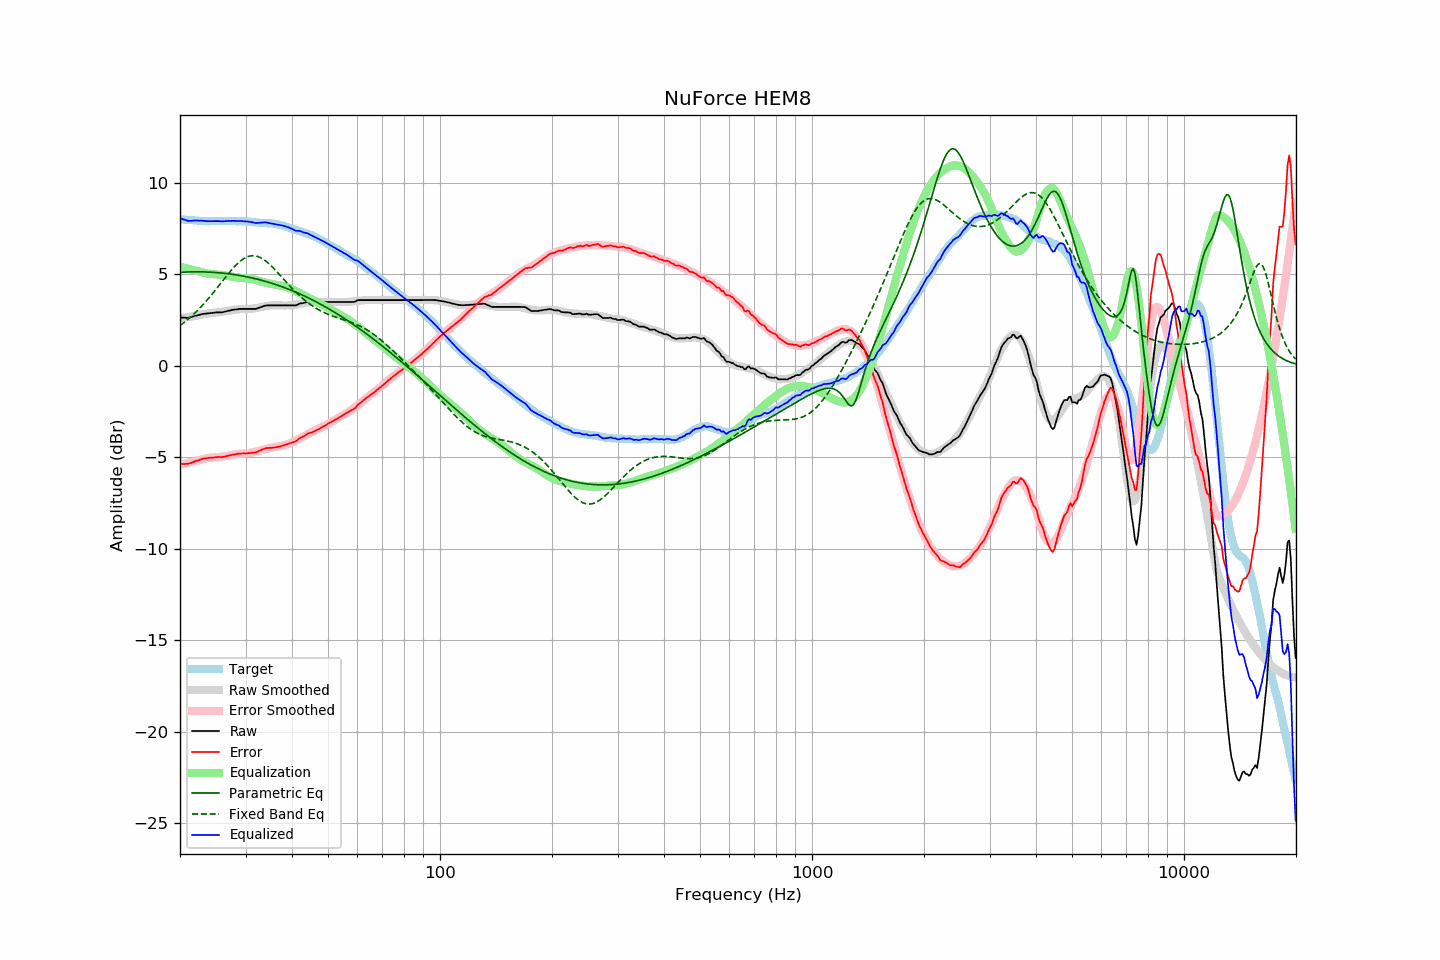 NuForce HEM8
Amplitude (dBr)
10
5
0
−5
−10
−15
−20
−25
Target
Raw Smoothed
Error Smoothed
Raw
Error
Equalization
Parametric Eq
Fixed Band Eq
Equalized
100
1000
10000
Frequency (Hz)